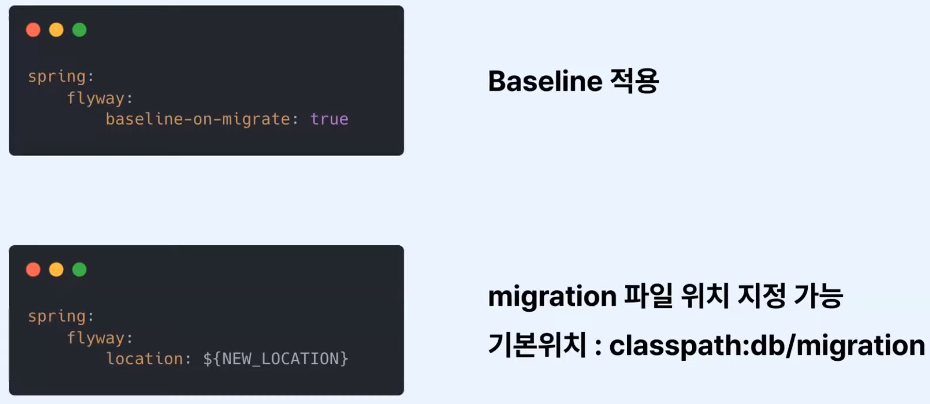 spring:
    flyway:
        baseline-on-migrate: true
Baseline 적용
spring:
    flyway:
        location: ${NEW_LOCATION}
migration 파일 위치 지정 가능
기본위치 : classpath:db/migration